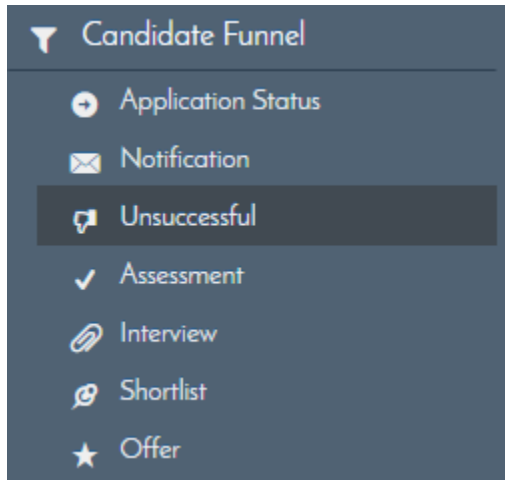 Candidate Funnel
Application Status
Notification
Unsuccessful
Assessment
Interview
Shortlist
Offer